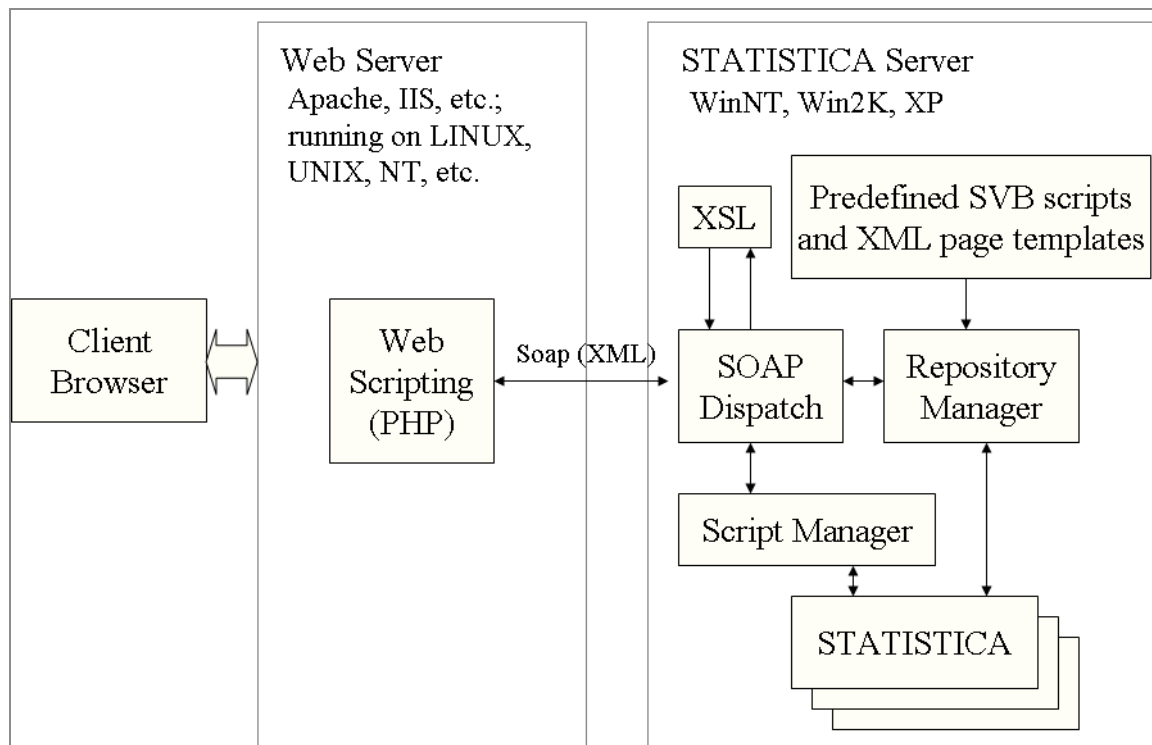 Web Server
Apache, IIS, etc.;
running on LINUX,
UNIX, NT, etc.
STATISTICA Server
WinNT, Win2K, XP
XSL
Predefined SVB scripts
and XML page templates
Client
Browser
Web
Scripting
(PHP)
Soap (XML)
SOAP
Dispatch
Repository
Manager
Script Manager
STATISTICA